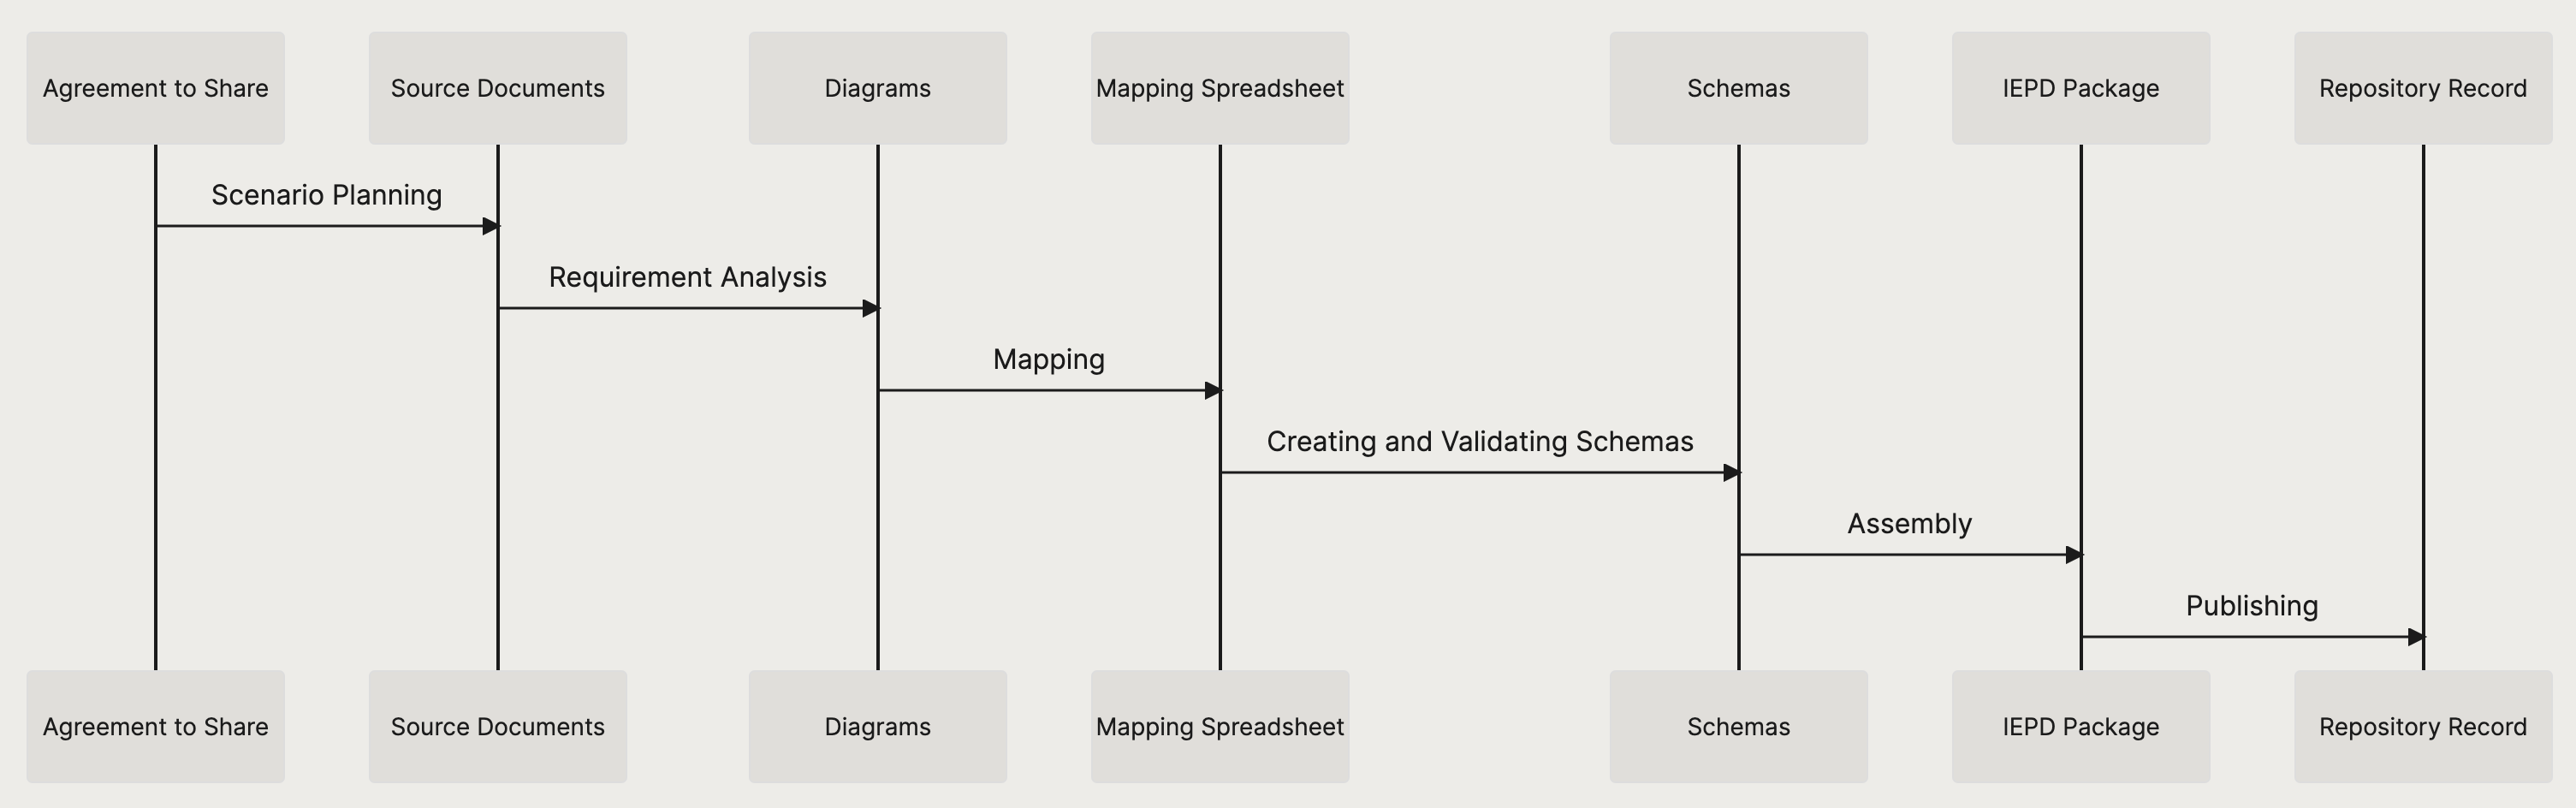 Agreement to Share
Source Documents
Diagrams
Mapping Spreadsheet
Schemas
IEPD Package
Repository Record
Scenario Planning
Requirement Analysis
Mapping
Creating and Validating Schemas
Assembly
Publishing
Agreement to Share
Source Documents
Diagrams
Mapping Spreadsheet
Schemas
IEPD Package
Repository Record